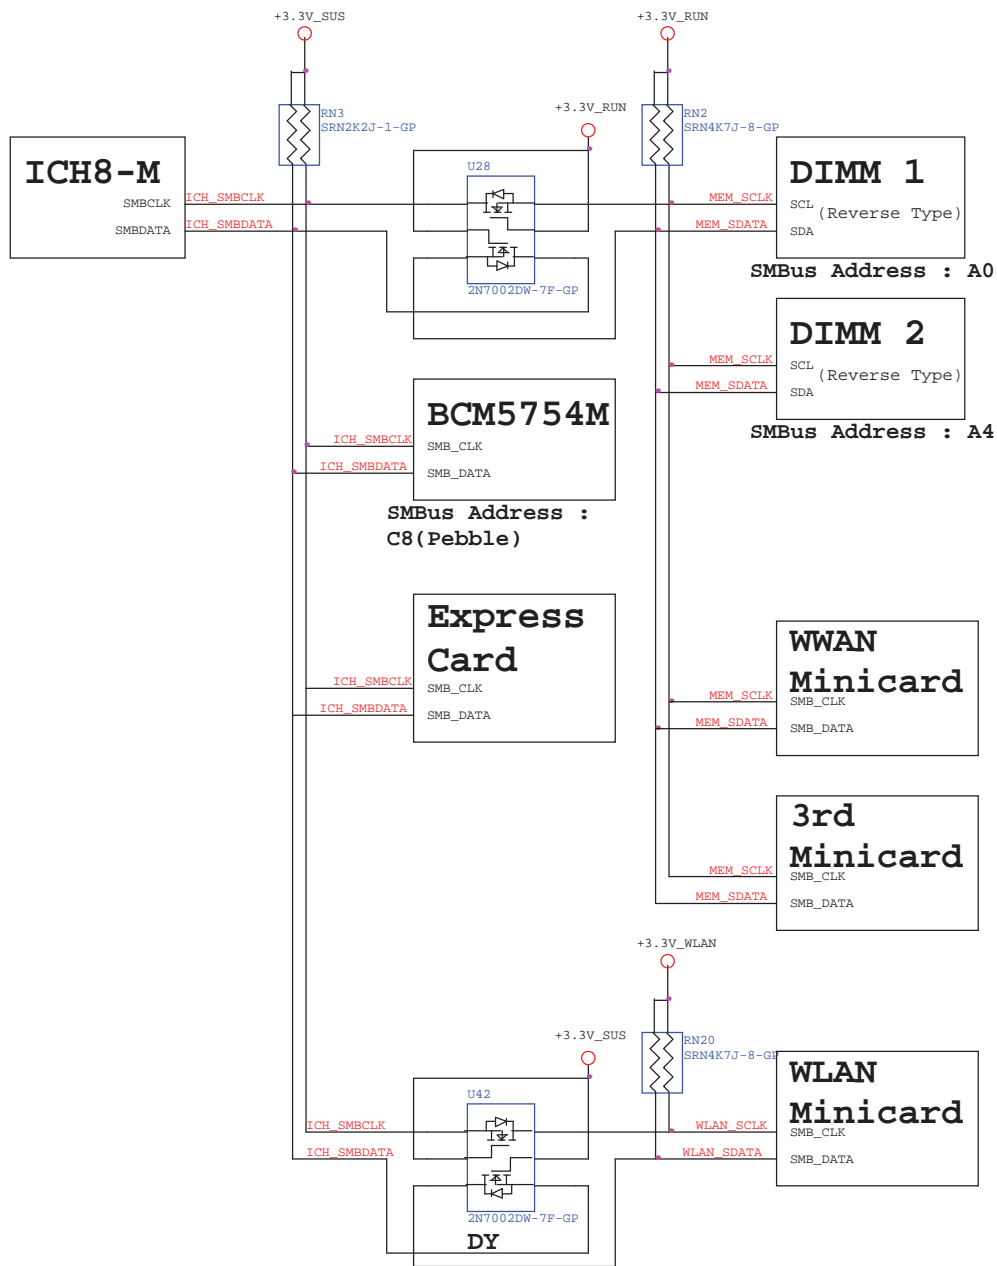 +3.3V_SUS
+3.3V_RUN
RN3
SRN2K2J-1-GP
+3.3V_RUN
RN2
SRN4K7J-8-GP
ICH8-M
SMBCLK
SMBDATA
ICH_SMBCLK
ICH_SMBDATA
U28
2N7002DW-7F-GP
MEM_SCLK
MEM_SDATA
DIMM 1
SCL
(Reverse Type)
SDA
SMBus Address : A0
MEM_SCLK
MEM_SDATA
DIMM 2
SCL
(Reverse Type)
SDA
SMBus Address : A4
ICH_SMBCLK
ICH_SMBDATA
BCM5754M
SMB_CLK
SMB_DATA
SMBus Address :
C8(Pebble)
ICH_SMBCLK
ICH_SMBDATA
Express
Card
SMB_CLK
SMB_DATA
MEM_SCLK
MEM_SDATA
WWAN
Minicard
SMB_CLK
SMB_DATA
MEM_SCLK
MEM_SDATA
3rd
Minicard
SMB_CLK
SMB_DATA
+3.3V_WLAN
+3.3V_SUS
RN20
SRN4K7J-8-GP
ICH_SMBCLK
ICH_SMBDATA
U42
2N7002DW-7F-GP
DY
WLAN_SCLK
WLAN_SDATA
WLAN
Minicard
SMB_CLK
SMB_DATA